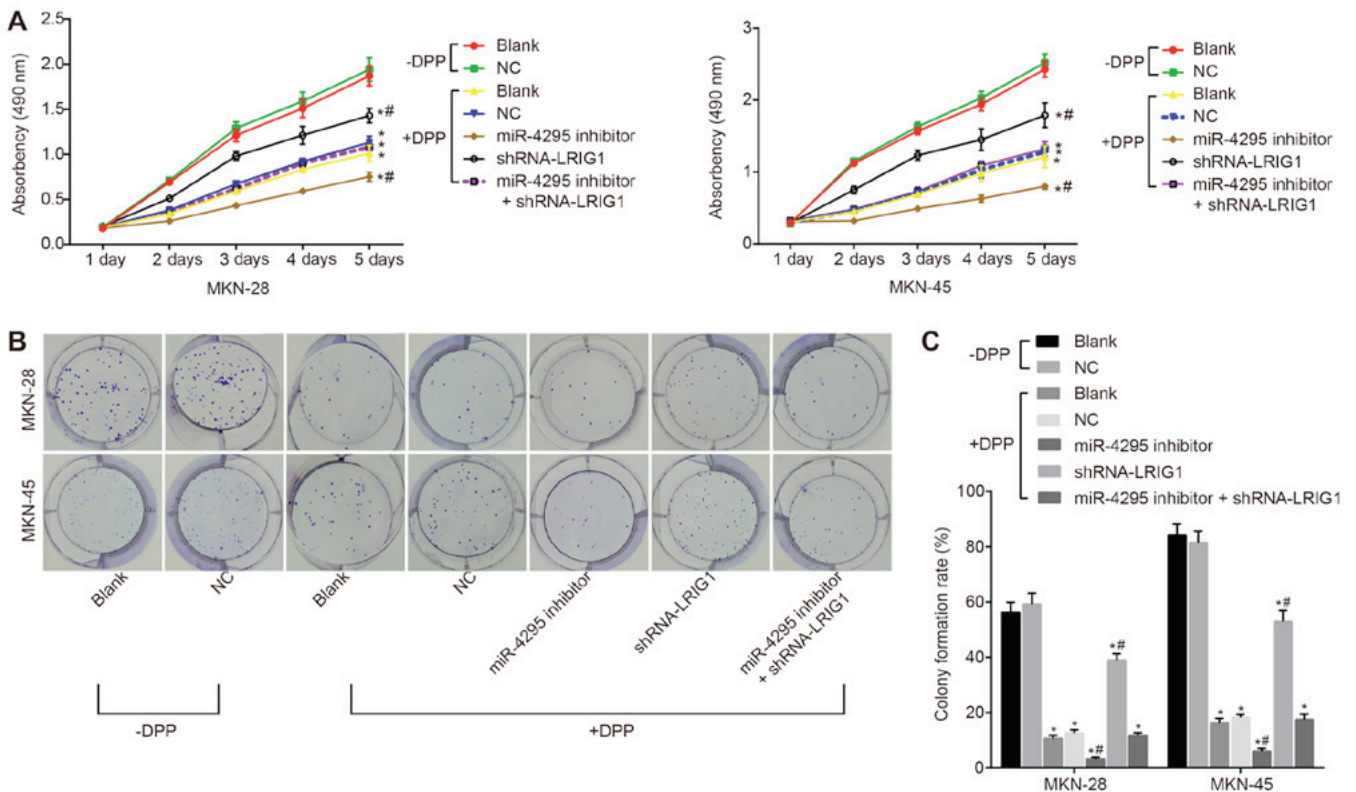 A
Absorbency (490 nm)
2.5
2.0
1.5
1.0
0.5
0.0
1 day 2 days 3 days 4 days 5 days
MKN-28
*#
*
*
*
*#
-DPP
Blank
NC
+DPP
Blank
NC
miR-4295 inhibitor
shRNA-LRIG1
miR-4295 inhibitor
+ shRNA-LRIG1
Absorbency (490 nm)
3
2
1
0
1 day 2 days 3 days 4 days 5 days
MKN-45
*#
*
*
*
*#
-DPP
Blank
NC
+DPP
Blank
NC
miR-4295 inhibitor
shRNA-LRIG1
miR-4295 inhibitor
+ shRNA-LRIG1
B
MKN-28
MKN-45
Blank
NC
Blank
NC
miR-4295 inhibitor
shRNA-LRIG1
miR-4295 inhibitor
+ shRNA-LRIG1
-DPP
+DPP
C
-DPP
Blank
NC
+DPP
Blank
NC
miR-4295 inhibitor
shRNA-LRIG1
miR-4295 inhibitor + shRNA-LRIG1
Colony formation rate (%)
100
80
60
40
20
0
* * *# *# *
* * *# *# *
MKN-28 MKN-45